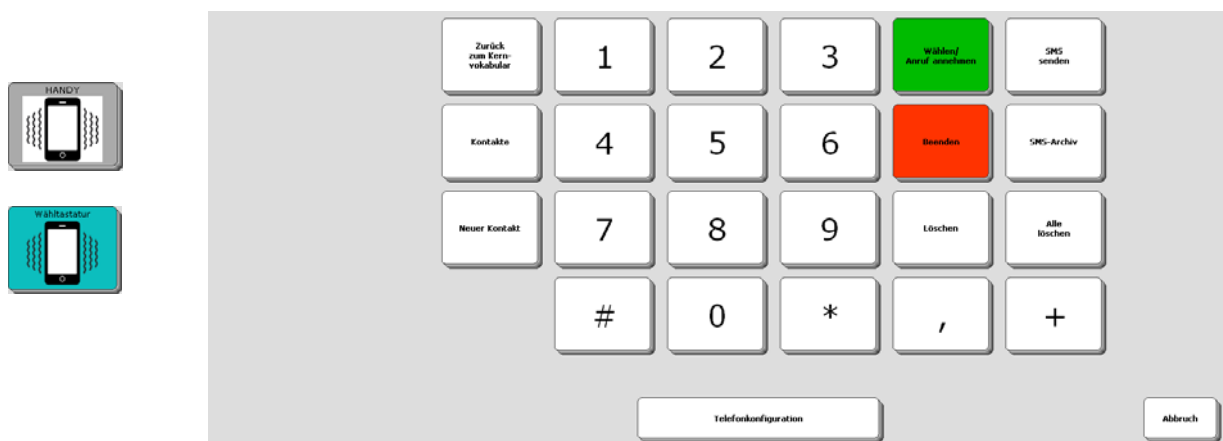 HANDY
Wähltastatur
Zurück
zum Kern-
vokabular
1
2
3
Wählen/
Anruf annehmen
SMS
senden
Kontakte
4
5
6
Beenden
SMS-Archiv
Neuer Kontakt
7
8
9
Löschen
Alle
löschen
#
0
*
,
+
Telefonkonfiguration
Abbruch